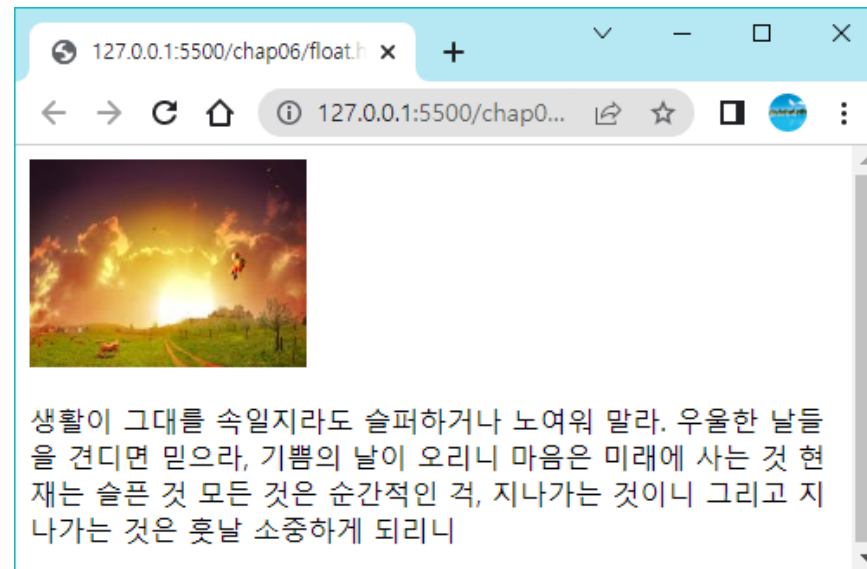 127.0.0.1:5500/chap06/float.h
127.0.0.1:5500/chap0...
생활이 그대를 속일지라도 슬퍼하거나 노여워 말라. 우울한 날들
을 견디면 믿으라, 기쁨의 날이 오리니 마음은 미래에 사는 것 현
재는 슬픈 것 모든 것은 순간적인 걱, 지나가는 것이니 그리고 지
나가는 것은 훗날 소중하게 되리니